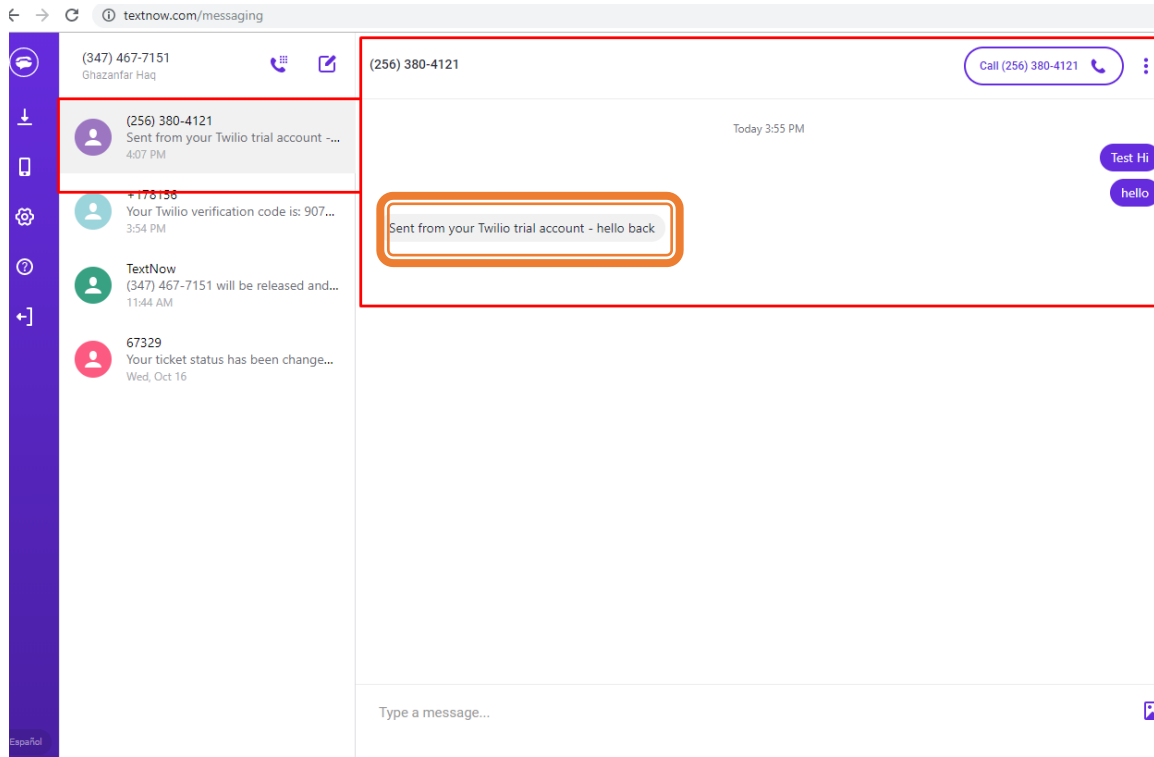 textnow.com/messaging
(347) 467-7151
Ghazanfar Haq
(256) 380-4121
Sent from your Twilio trial account -...
4:07 PM
+178156
Your Twilio verification code is: 907...
3:54 PM
TextNow
(347) 467-7151 will be released and...
11:44 AM
67329
Your ticket status has been change...
Wed, Oct 16
Español
(256) 380-4121
Call (256) 380-4121
Today 3:55 PM
Test Hi
hello
Sent from your Twilio trial account - hello back
Type a message...